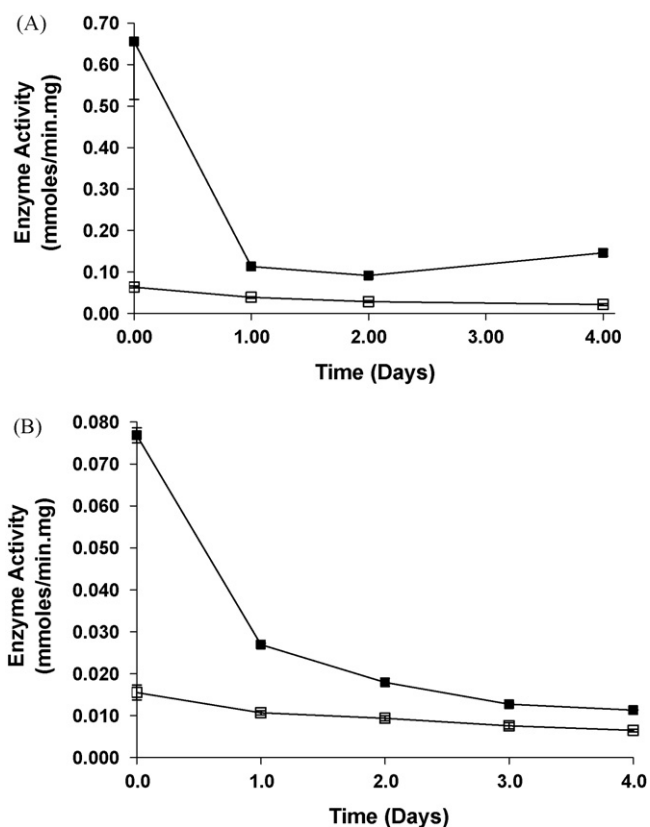 (A)
0.70
0.60
0.50
0.40
0.30
0.20
0.10
0.00
Enzyme Activity
(mmoles/min.mg)
0.00 1.00 2.00 3.00 4.00
Time (Days)
(B)
0.080
0.070
0.060
0.050
0.040
0.030
0.020
0.010
0.000
Enzyme Activity
(mmoles/min.mg)
0.0 1.0 2.0 3.0 4.0
Time (Days)